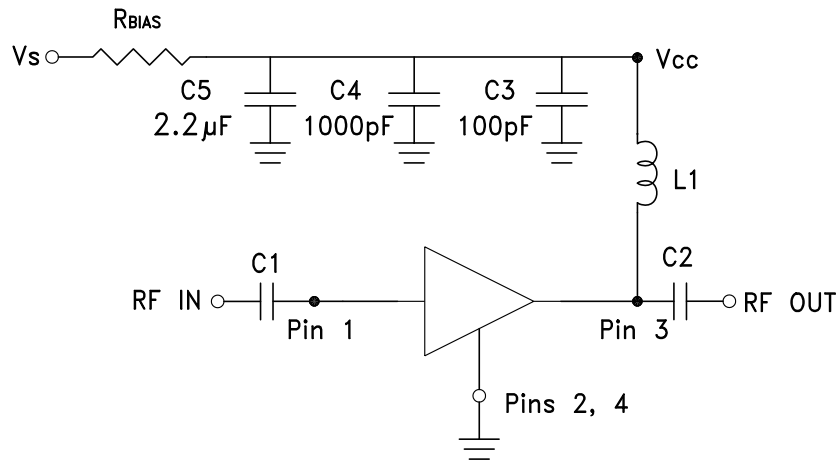 RBIAS
Vs
Vcc
C5
2.2µF
C4
1000pF
C3
100pF
L1
C1
C2
RF IN
RF OUT
Pin 1
Pin 3
Pins 2, 4